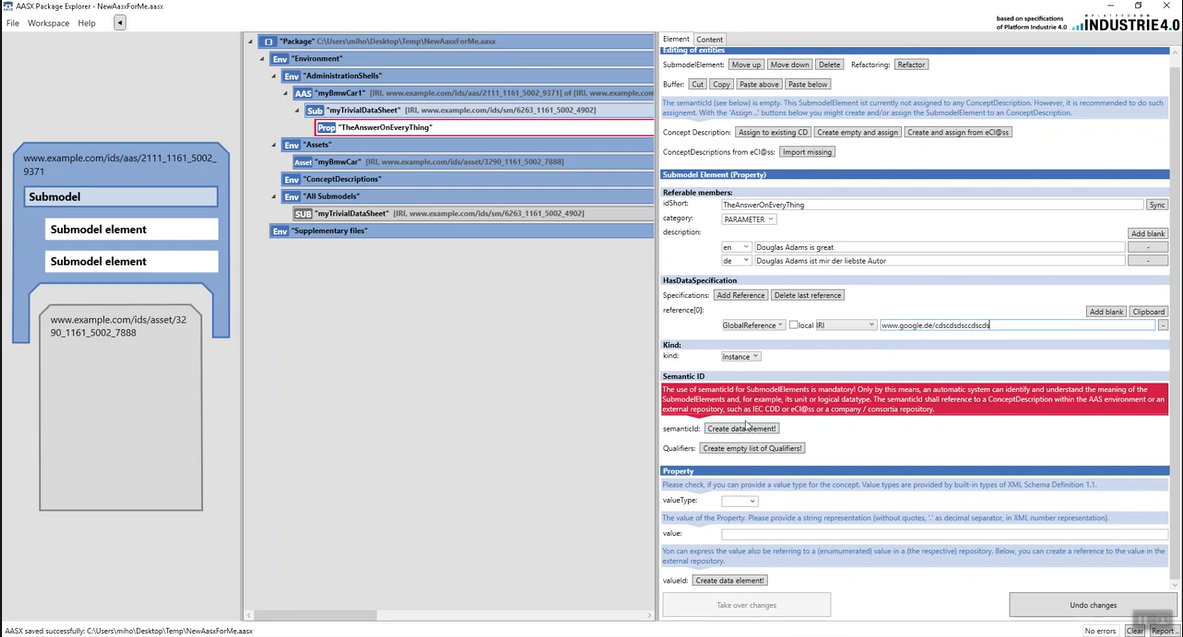 AASX Package Explorer - NewAasxForMe.aasx
File Workspace Help
based on specifications
of Platform Industrie 4.0
PLATTFORM
INDUSTRIE4.0
www.example.com/ids/aas/2111_1161_5002_
9371
Submodel
Submodel element
Submodel element
www.example.com/ids/asset/32
90_1161_5002_7888
"Package" C:\Users\miho\Desktop\Temp\NewAasxForMe.aasx
Env "Environment"
Env "AdministrationShells"
AAS "myBmwCar1" [IRI, www.example.com/ids/aas/2111_1161_5002_9371] of [IRI, www.example.com
Sub "myTrivialDataSheet" [IRI, www.example.com/ids/sm/6263_1161_5002_4902]
Prop "TheAnswerOnEveryThing"
Env "Assets"
Asset "myBmwCar" [IRI, www.example.com/ids/asset/3290_1161_5002_7888]
Env "ConceptDescriptions"
Env "All Submodels"
SUB "myTrivialDataSheet" [IRI, www.example.com/ids/sm/6263_1161_5002_4902]
Env "Supplementary files"
Element Content
Editing of entities
SubmodelElement: Move up Move down Delete Refactoring: Refactor
Buffer: Cut Copy Paste above Paste below
The semanticId (see below) is empty. This SubmodelElement ist currently not assigned to any ConceptDescription. However, it is recommended to do such
assignemt. With the 'Assign ..' buttons below you might create and/or assign the SubmodelElement to an ConceptDescription.
Concept Description: Assign to existing CD Create empty and assign Create and assign from eCl@ss
ConceptDescriptions from eCl@ss: Import missing
Submodel Element (Property)
Referable members:
idShort: TheAnswerOnEveryThing Sync
category: PARAMETER
description: Add blank
en Douglas Adams is great -
de Douglas Adams ist mir der liebste Autor -
HasDataSpecification
Specifications: Add Reference Delete last reference
reference[0]: Add blank Clipboard
GlobalReference local IRI www.google.de/cdscdsdsccdscds -
Kind:
kind: Instance
Semantic ID
The use of semanticId for SubmodelElements is mandatory! Only by this means, an automatic system can identify and understand the meaning of the
SubmodelElements and, for example, its unit or logical datatype. The semanticId shall reference to a ConceptDescription within the AAS environment or an
external repository, such as IEC CDD or eCl@ss or a company / consortia repository.
semanticId: Create data element!
Qualifiers: Create empty list of Qualifiers!
Property
Please check, if you can provide a value type for the concept. Value types are provided by built-in types of XML Schema Definition 1.1.
valueType:
The value of the Property. Please provide a string representation (without quotes, '.' as decimal separator, in XML number representation).
value:
Yon can express the value also be referring to a (enumumerated) value in a (the respective) repository. Below, you can create a reference to the value in the
external repository.
valueId: Create data element!
Take over changes Undo changes
AASX saved successfully: C:\Users\miho\Desktop\Temp\NewAasxForMe.aasx No errors Clear Report..